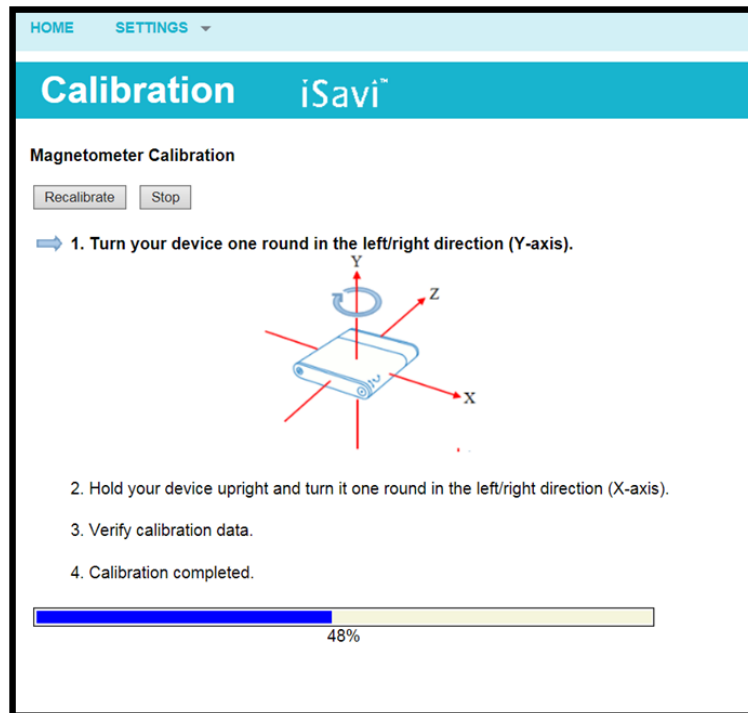 HOME SETTINGS
Calibration iSavi™
Magnetometer Calibration
Recalibrate Stop
1. Turn your device one round in the left/right direction (Y-axis).
Y
Z
X
2. Hold your device upright and turn it one round in the left/right direction (X-axis).
3. Verify calibration data.
4. Calibration completed.
48%